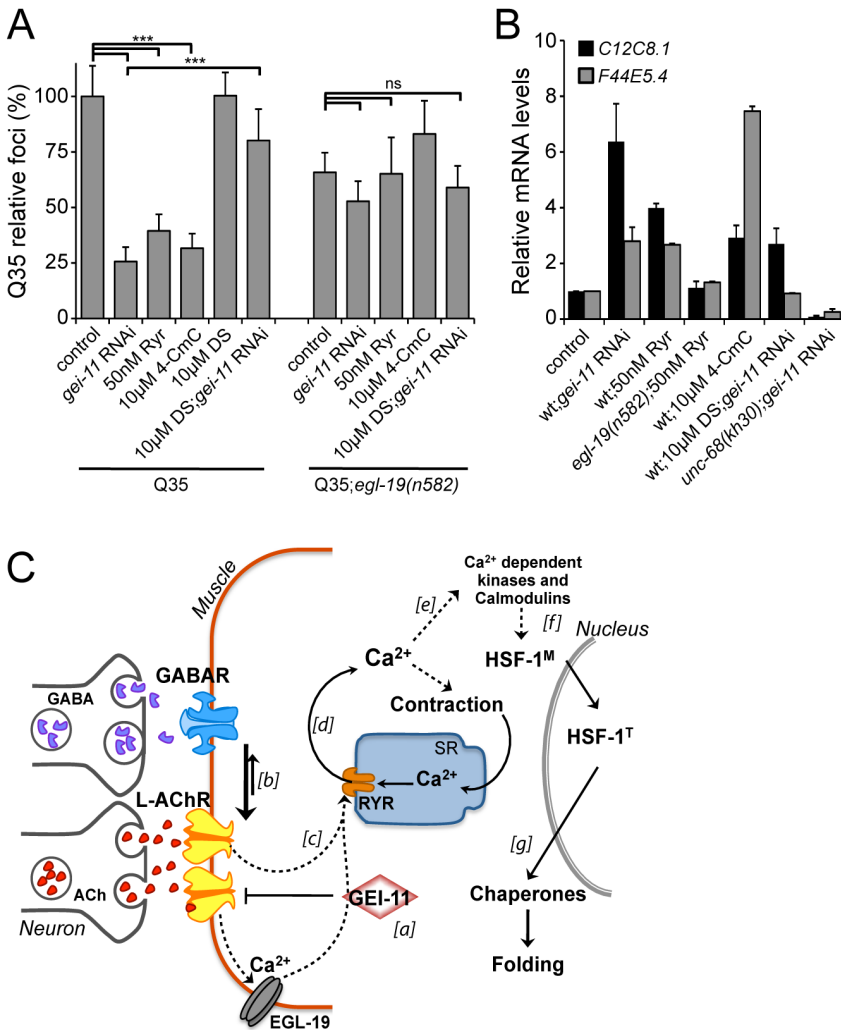 A
***
***
ns
Q35 relative foci (%)
100
75
50
25
0
control
gei-11 RNAi
50nM Ryr
10µM 4-CmC
10µM DS
10µM DS;gei-11 RNAi
control
gei-11 RNAi
50nM Ryr
10µM 4-CmC
10µM DS;gei-11 RNAi
Q35
Q35;egl-19(n582)
B
C12C8.1
F44E5.4
Relative mRNA levels
10
8
6
4
2
0
control
wt;gei-11 RNAi
wt;50nM Ryr
egl-19(n582);50nM Ryr
wt;10µM 4-CmC
wt;10µM DS;gei-11 RNAi
unc-68(kh30);gei-11 RNAi
C
Muscle
GABA
GABAR
[b]
L-AChR
ACh
Neuron
[c]
GEI-11
[a]
Ca2+
EGL-19
[d]
Ca2+
[e]
Ca2+ dependent
kinases and
Calmodulins
[f]
Contraction
SR
Ca2+
RYR
Nucleus
HSF-1M
HSF-1T
[g]
Chaperones
Folding